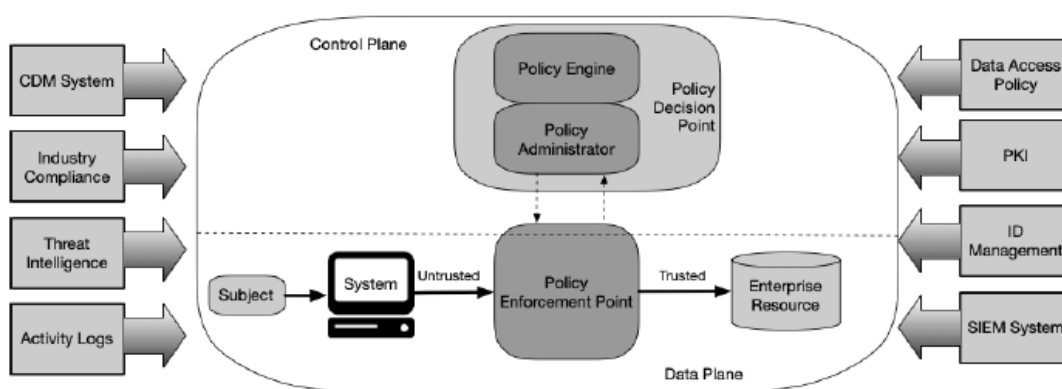 Control Plane
CDM System
Industry
Compliance
Threat
Intelligence
Activity Logs
Policy Engine
Policy
Administrator
Policy
Decision
Point
Subject
System
Untrusted
Policy
Enforcement Point
Trusted
Enterprise
Resource
Data Plane
Data Access
Policy
PKI
ID
Management
SIEM System